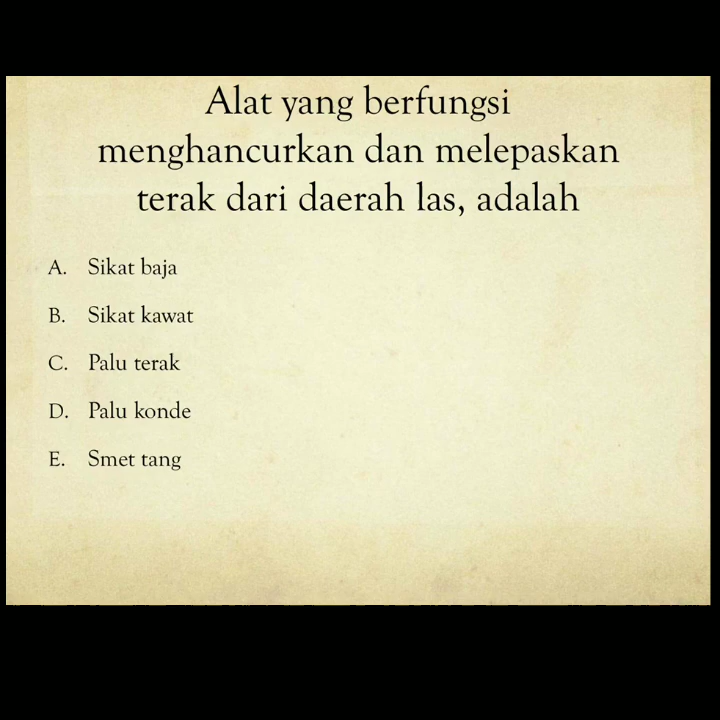 Alat yang berfungsi
menghancurkan dan melepaskan
terak dari daerah las, adalah
A. Sikat baja
B. Sikat kawat
C. Palu terak
D. Palu konde
E. Smet tang